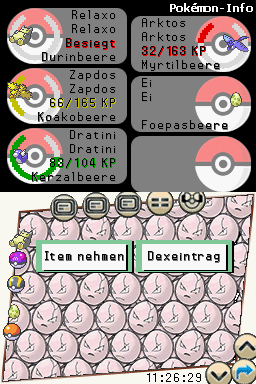 Pokémon-Info
Relaxo
Relaxo
Besiegt
Durinbeere
Arktos
Arktos
32/163 KP
Myrtilbeere
Zapdos
Zapdos
66/165 KP
Koakobeere
Ei
Ei
Foepasbeere
Dratini
Dratini
83/104 KP
Kerzalbeere
Item nehmen
Dexeintrag
11:26:29